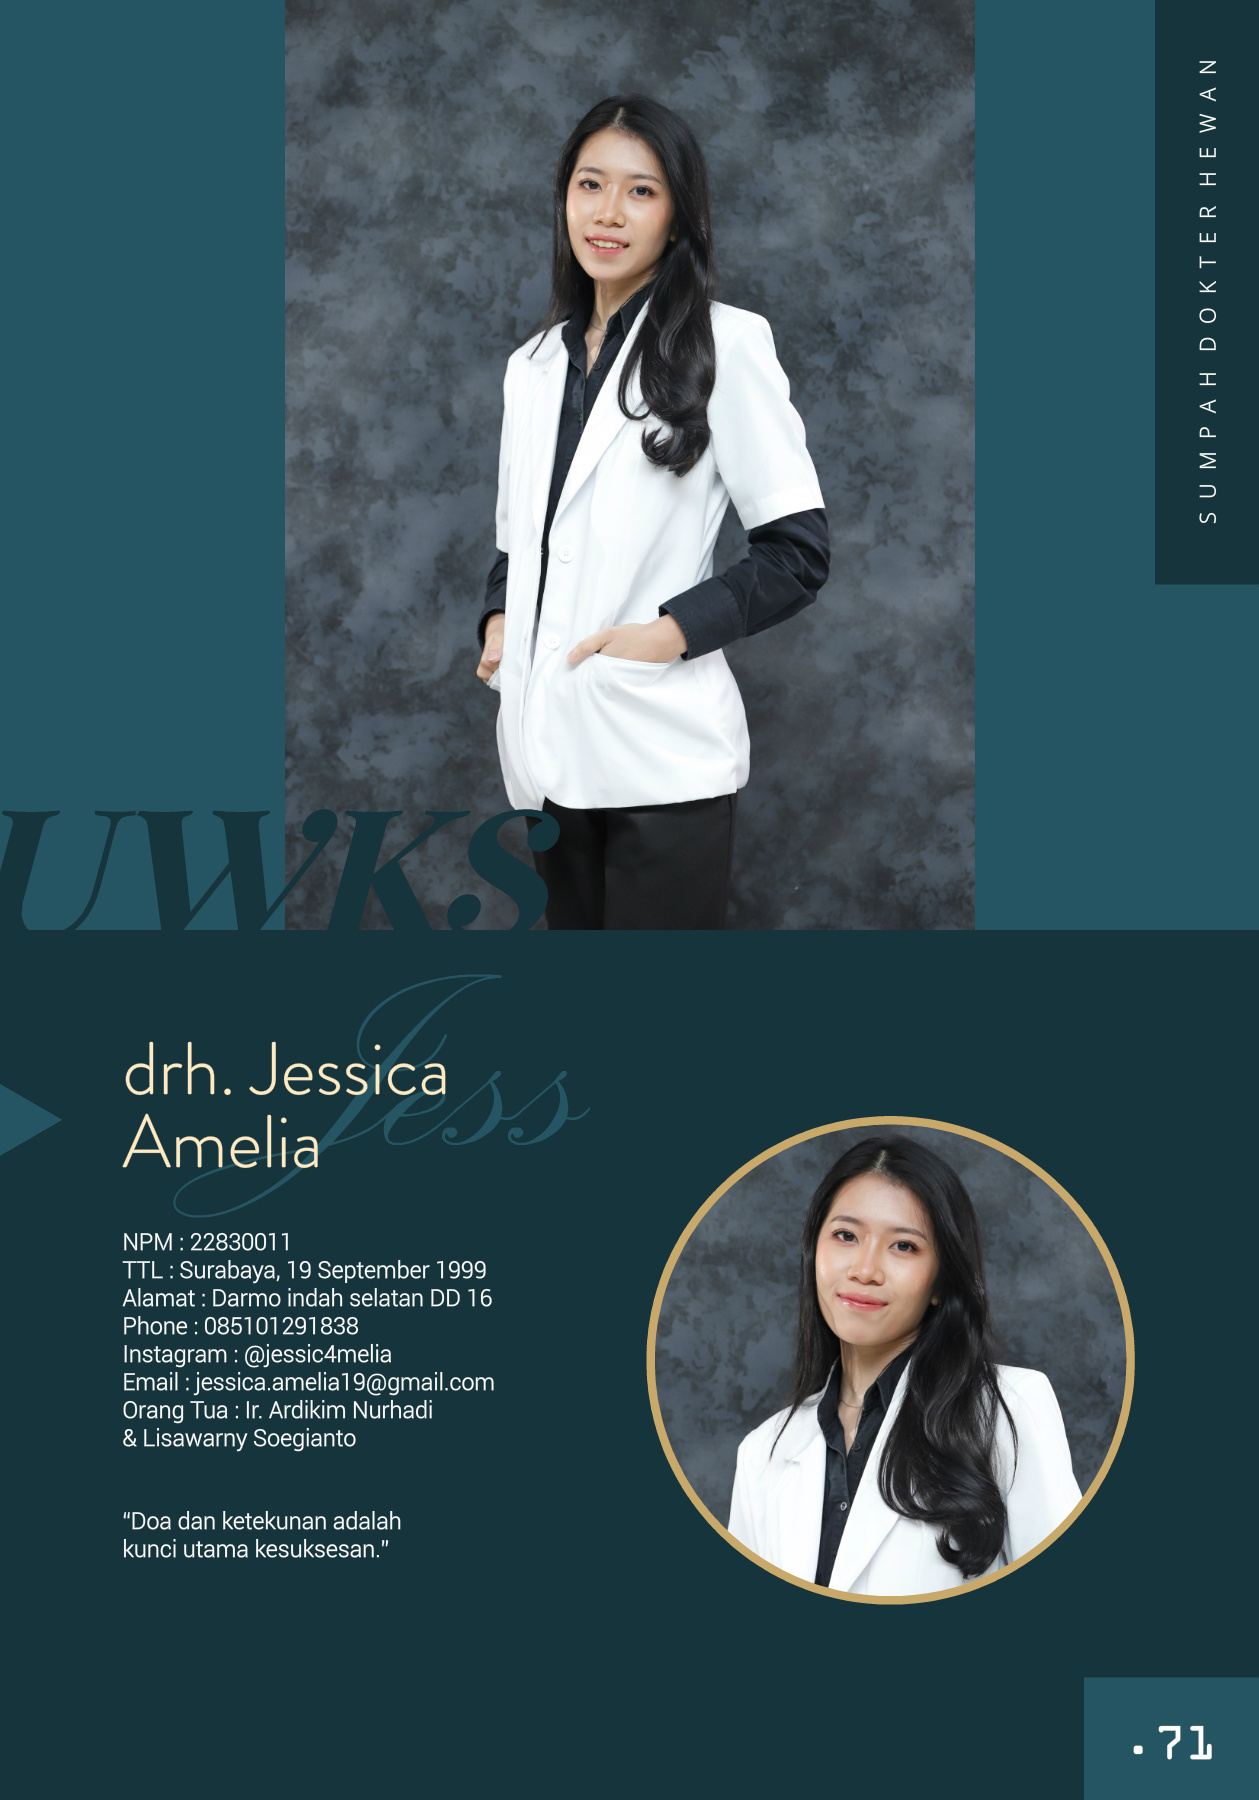 SUMPAH DOKTER HEWAN
UWKS
Jess
drh. Jessica
Amelia
NPM : 22830011
TTL : Surabaya, 19 September 1999
Alamat : Darmo indah selatan DD 16
Phone : 085101291838
Instagram : @jessic4melia
Email : jessica.amelia19@gmail.com
Orang Tua : Ir. Ardikim Nurhadi
& Lisawarny Soegianto
“Doa dan ketekunan adalah
kunci utama kesuksesan.”
.71